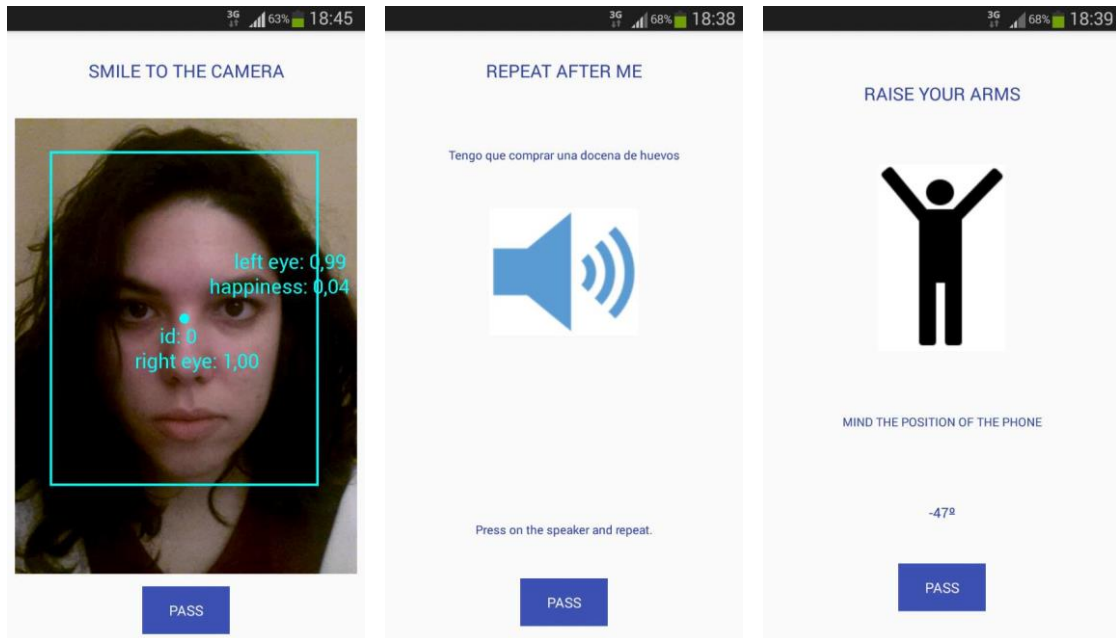 3G 63% 18:45
SMILE TO THE CAMERA
left eye: 0,99
happiness: 0,04
id: 0
right eye: 1,00
PASS
3G 68% 18:38
REPEAT AFTER ME
Tengo que comprar una docena de huevos
Press on the speaker and repeat.
PASS
3G 68% 18:39
RAISE YOUR ARMS
MIND THE POSITION OF THE PHONE
-47º
PASS